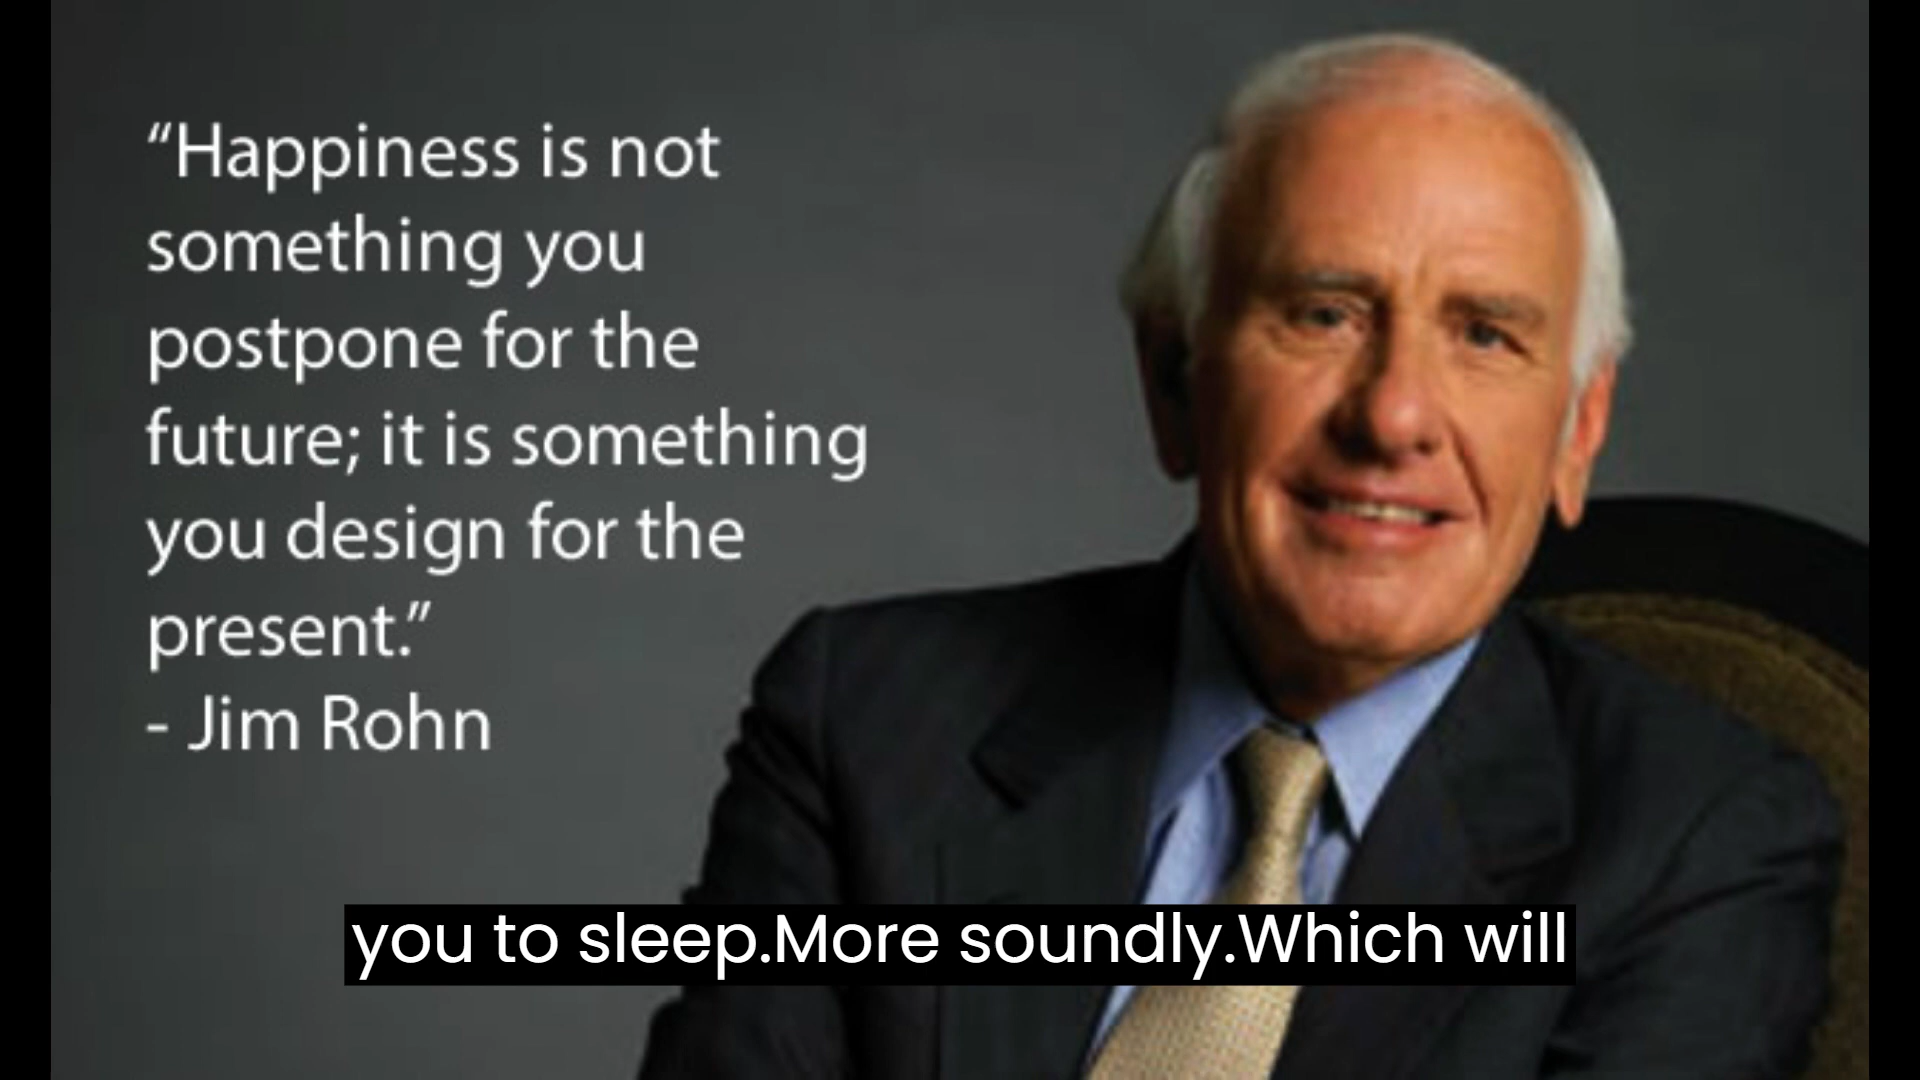 “Happiness is not
something you
postpone for the
future; it is something
you design for the
present.”
- Jim Rohn
you to sleep.More soundly.Which will